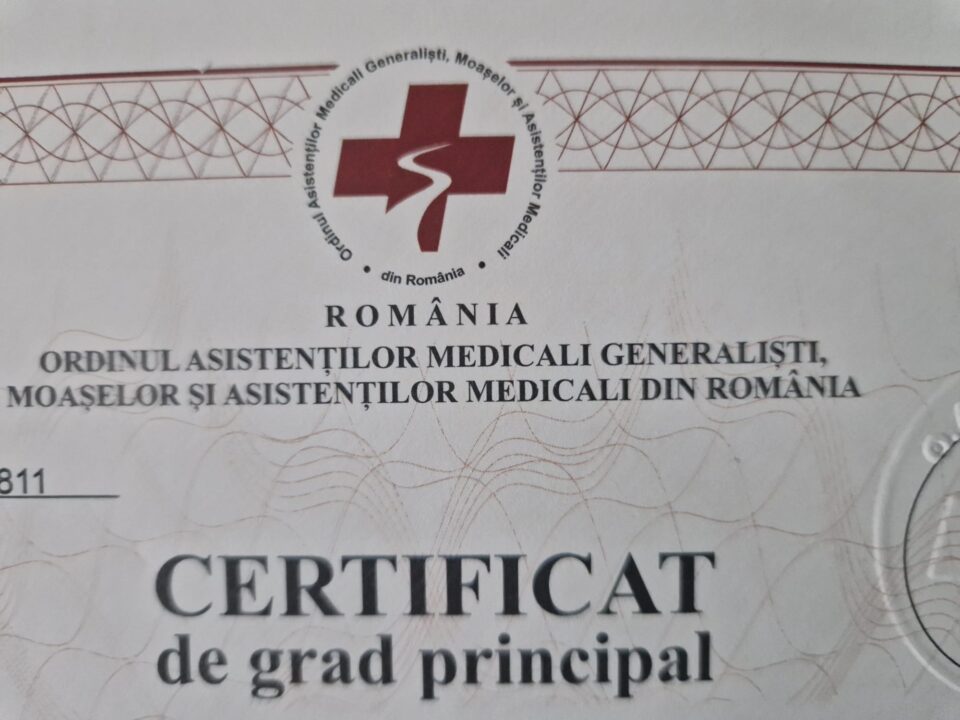 Ordinul Asistenților Medicali Generaliști, Moașelor și Asistenților Medicali
• din România •
ROMÂNIA
ORDINUL ASISTENȚILOR MEDICALI GENERALIȘTI,
MOAȘELOR ȘI ASISTENȚILOR MEDICALI DIN ROMÂNIA
811
CERTIFICAT
de grad principal